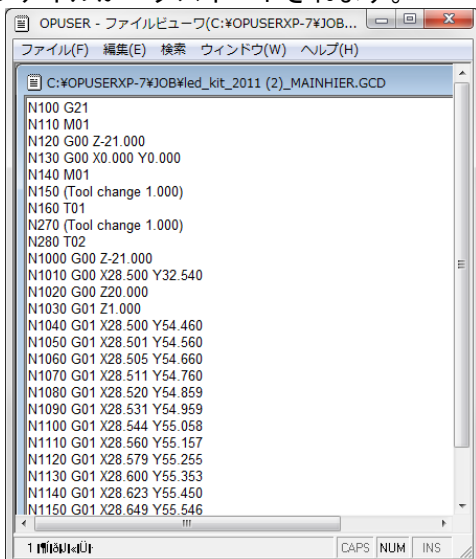 OPUSER - ファイルビューワ(C:¥OPUSERXP-7¥JOB...
ファイル(F) 編集(E) 検索 ウィンドウ(W) ヘルプ(H)
C:¥OPUSERXP-7¥JOB¥led_kit_2011 (2)_MAINHIER.GCD
N100 G21
N110 M01
N120 G00 Z-21.000
N130 G00 X0.000 Y0.000
N140 M01
N150 (Tool change 1.000)
N160 T01
N270 (Tool change 1.000)
N280 T02
N1000 G00 Z-21.000
N1010 G00 X28.500 Y32.540
N1020 G00 Z20.000
N1030 G01 Z1.000
N1040 G01 X28.500 Y54.460
N1050 G01 X28.501 Y54.560
N1060 G01 X28.505 Y54.660
N1070 G01 X28.511 Y54.760
N1080 G01 X28.520 Y54.859
N1090 G01 X28.531 Y54.959
N1100 G01 X28.544 Y55.058
N1110 G01 X28.560 Y55.157
N1120 G01 X28.579 Y55.255
N1130 G01 X28.600 Y55.353
N1140 G01 X28.623 Y55.450
N1150 G01 X28.649 Y55.546
1
CAPS NUM INS